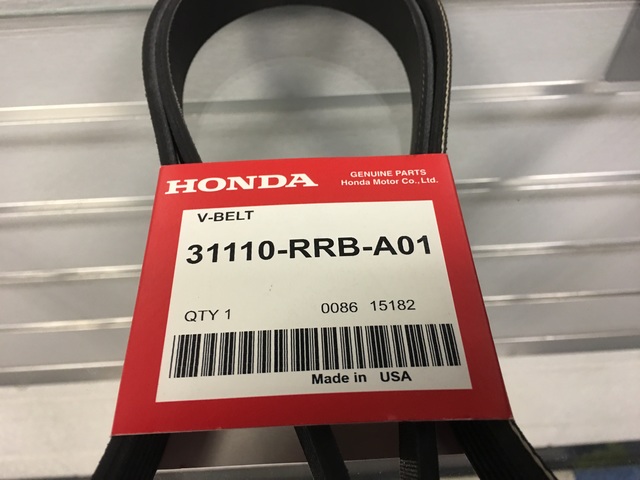 HONDA
GENUINE PARTS
Honda Motor Co., Ltd.
V-BELT
31110-RRB-A01
QTY 1 0086 15182
Made in USA